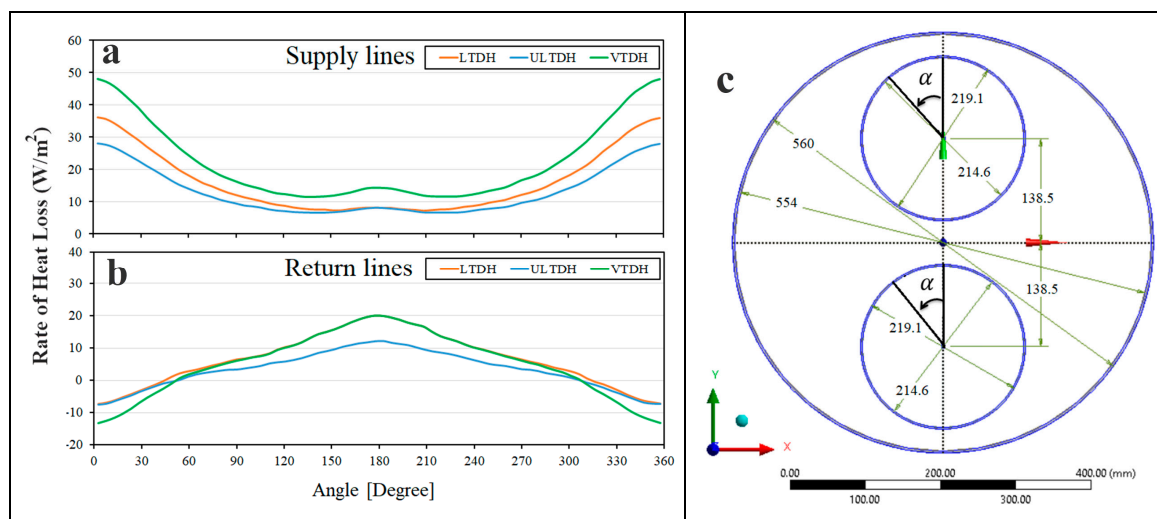 a
Supply lines
LTDH ULTDH VTDH
60
50
40
30
20
10
0
b
Return lines
LTDH ULTDH VTDH
40
30
20
10
0
-10
-20
0 30 60 90 120 150 180 210 240 270 300 330 360
Angle [Degree]
Rate of Heat Loss (W/m²)
c
α
219.1
560
214.6
554
138.5
α
138.5
219.1
214.6
Y
X
0.00 200.00 400.00 (mm)
100.00 300.00